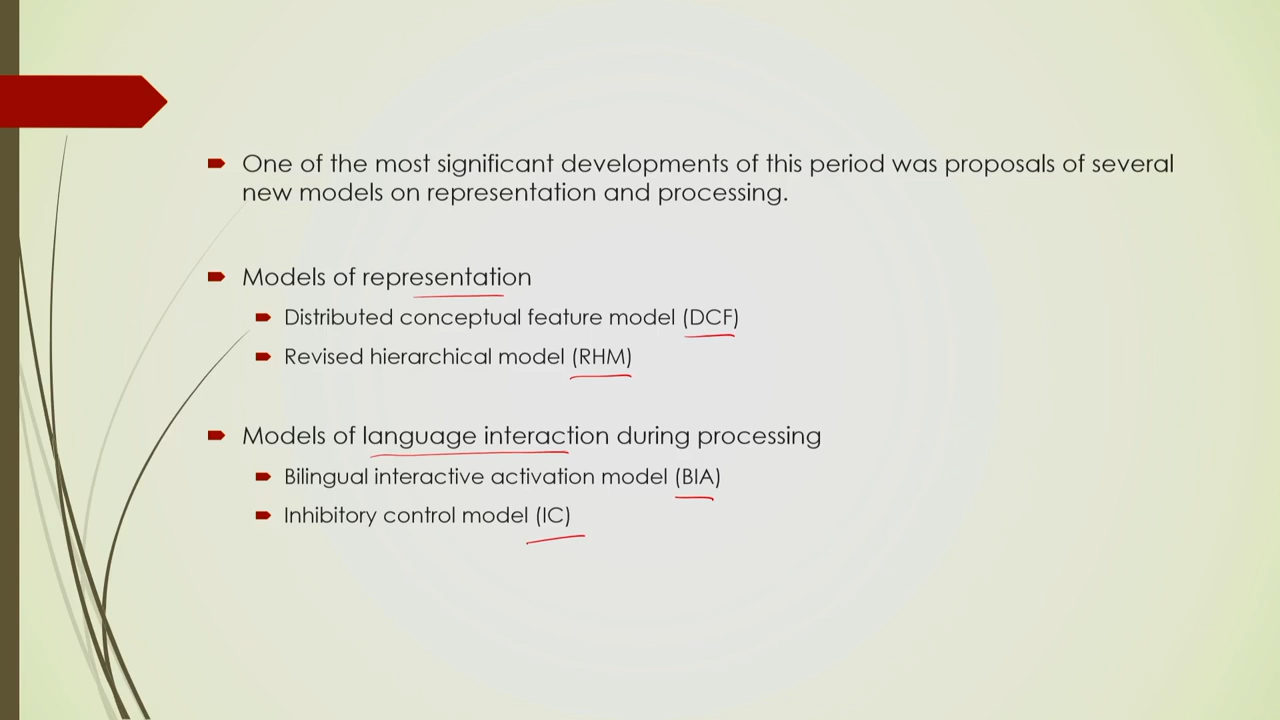 One of the most significant developments of this period was proposals of several
new models on representation and processing.
Models of representation
Distributed conceptual feature model (DCF)
Revised hierarchical model (RHM)
Models of language interaction during processing
Bilingual interactive activation model (BIA)
Inhibitory control model (IC)